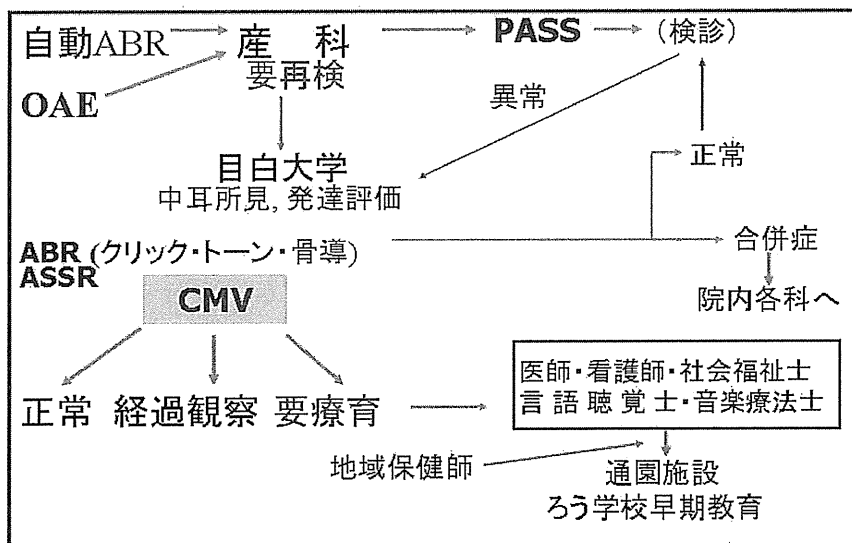 自動ABR
産 科
PASS
(検診)
要再検
OAE
異常
目白大学
正常
中耳所見, 発達評価
ABR (クリック・トーン・骨導)
ASSR
合併症
CMV
院内各科へ
医師・看護師・社会福祉士
言語聴覚士・音楽療法士
正常 経過観察 要療育
地域保健師
通園施設
ろう学校早期教育